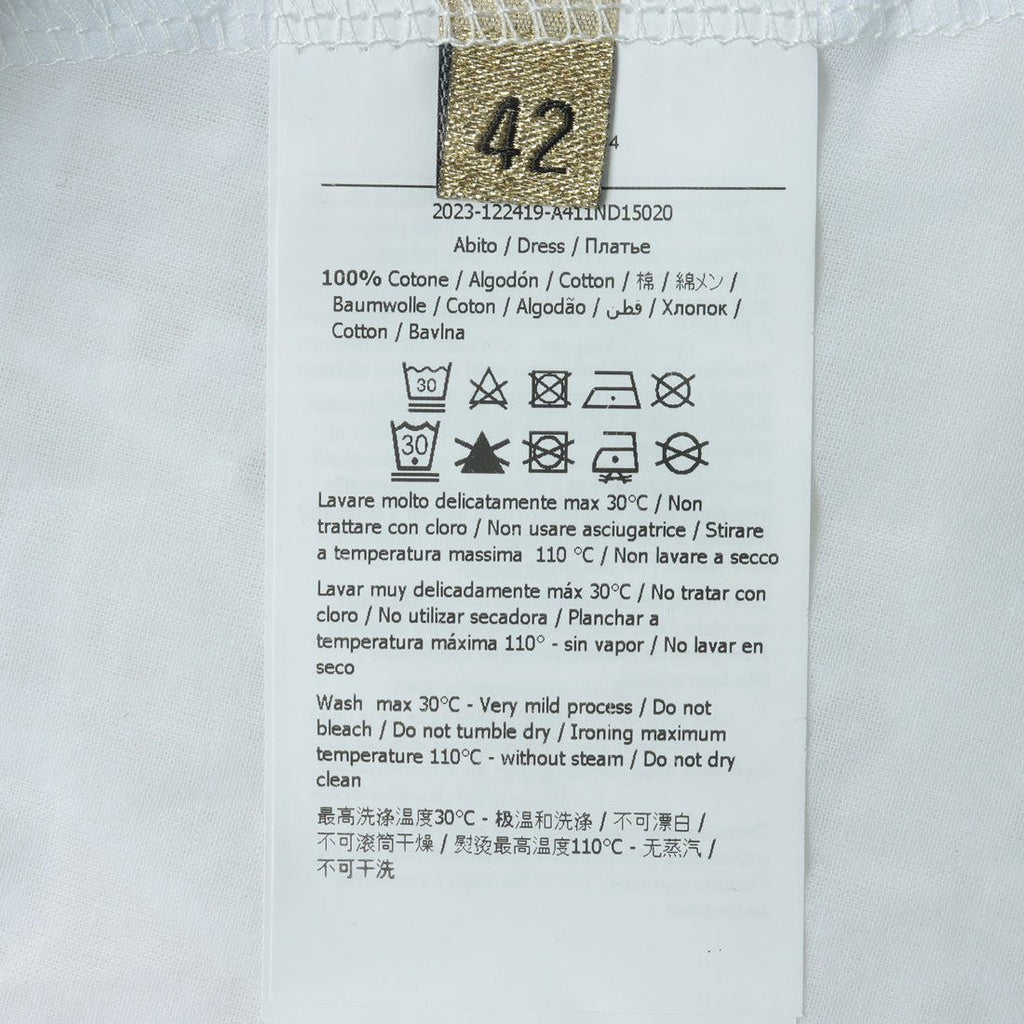 42
4
2023-122419-A411ND15020
Abito / Dress / Платье
100% Cotone / Algodón / Cotton / 棉 / 綿メン /
Baumwolle / Coton / Algodão / قطن / Хлопок /
Cotton / Bavlna
30
30
Lavare molto delicatamente max 30°C / Non
trattare con cloro / Non usare asciugatrice / Stirare
a temperatura massima 110 °C / Non lavare a secco
Lavar muy delicadamente máx 30°C / No tratar con
cloro / No utilizar secadora / Planchar a
temperatura máxima 110° - sin vapor / No lavar en
seco
Wash max 30°C - Very mild process / Do not
bleach / Do not tumble dry / Ironing maximum
temperature 110°C - without steam / Do not dry
clean
最高洗涤温度30°C - 极温和洗涤 / 不可漂白 /
不可滚筒干燥 / 熨烫最高温度110°C - 无蒸汽 /
不可干洗